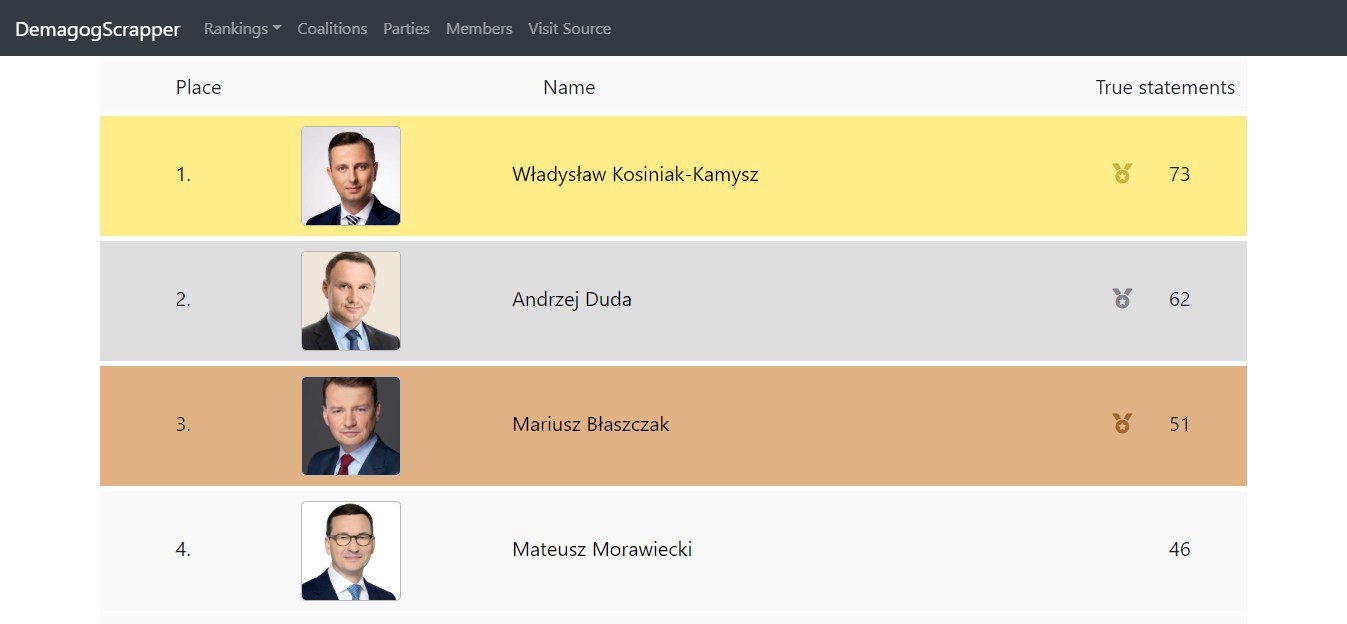 DemagogScrapper Rankings Coalitions Parties Members Visit Source
Place Name True statements
1. Władysław Kosiniak-Kamysz 73
2. Andrzej Duda 62
3. Mariusz Błaszczak 51
4. Mateusz Morawiecki 46